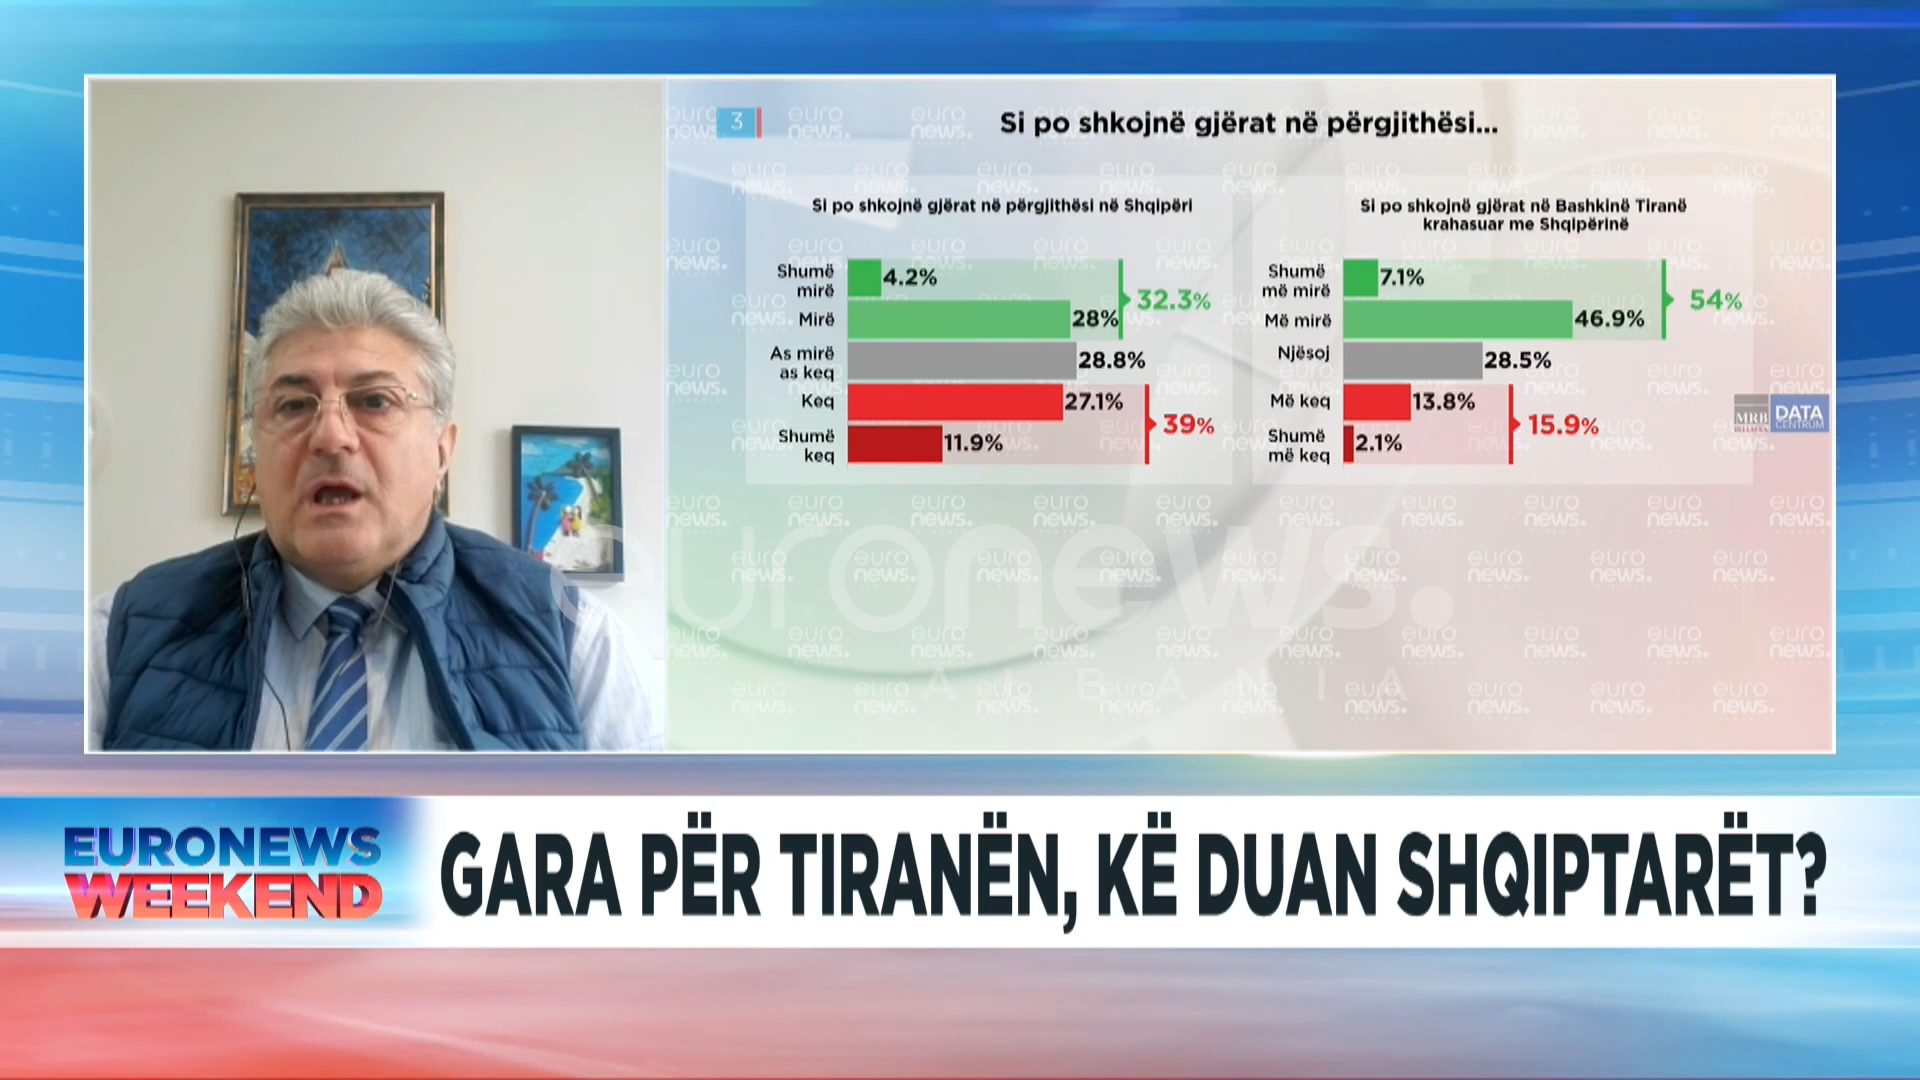 3
Si po shkojnë gjërat në përgjithësi...
Si po shkojnë gjërat në përgjithësi në Shqipëri
Shumë
mirë
4.2%
Mirë
28%
32.3%
As mirë
as keq
28.8%
Keq
27.1%
Shumë
keq
11.9%
39%
Si po shkojnë gjërat në Bashkinë Tiranë
krahasuar me Shqipërinë
Shumë
më mirë
7.1%
Më mirë
46.9%
54%
Njësoj
28.5%
Më keq
13.8%
Shumë
më keq
2.1%
15.9%
MRB
DATA
CENTRUM
euronews.
ALBANIA
EURONEWS
WEEKEND
GARA PËR TIRANËN, KË DUAN SHQIPTARËT?